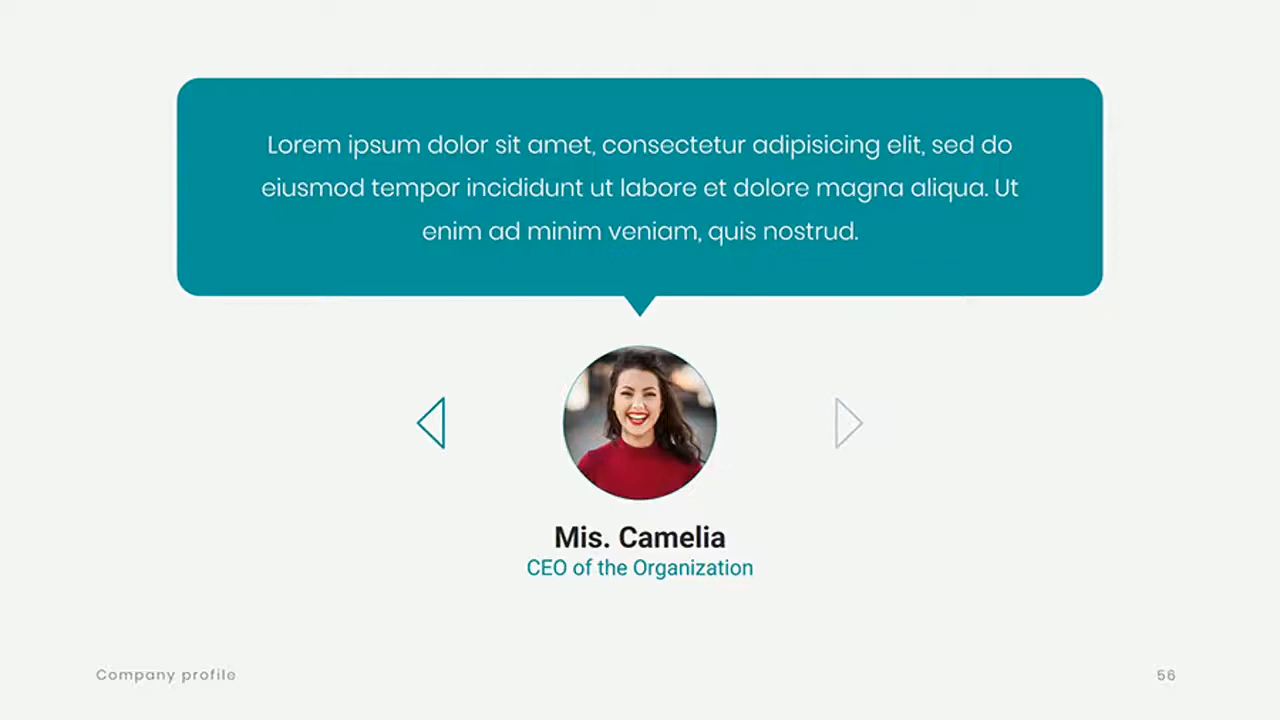 Lorem ipsum dolor sit amet, consectetur adipisicing elit, sed do
eiusmod tempor incididunt ut labore et dolore magna aliqua. Ut
enim ad minim veniam, quis nostrud.
Mis. Camelia
CEO of the Organization
Company profile
56